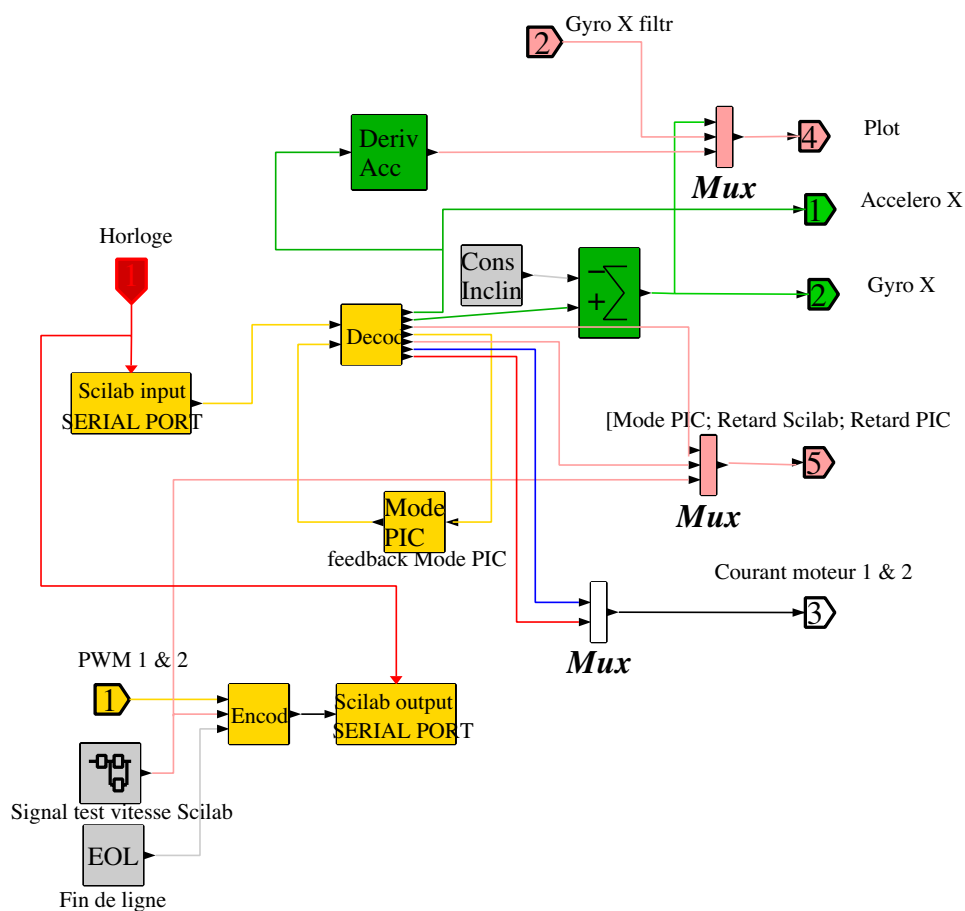 Gyro X filtr
2
Deriv
Acc
Mux
4
Plot
1
Accelero X
Horloge
1
Cons
Inclin
−
+
∑
2
Gyro X
Decod
Scilab input
SERIAL PORT
[Mode PIC; Retard Scilab; Retard PIC
5
Mux
Mode
PIC
feedback Mode PIC
Courant moteur 1 & 2
3
Mux
PWM 1 & 2
1
Encod
Scilab output
SERIAL PORT
Signal test vitesse Scilab
EOL
Fin de ligne